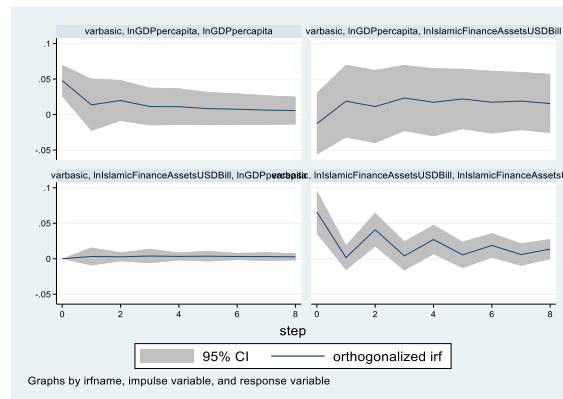 varbasic, lnGDPpercapita, lnGDPpercapita
varbasic, lnGDPpercapita, lnIslamicFinanceAssetsUSDBill
.1
.05
0
-.05
varbasic, lnIslamicFinanceAssetsUSDBill, lnGDPpercapita
lnIslamicFinanceAssetsUSDBill, lnIslamicFinanceAssetsU
.1
.05
0
-.05
0 2 4 6 8 0 2 4 6 8
step
95% CI orthogonalized irf
Graphs by irfname, impulse variable, and response variable